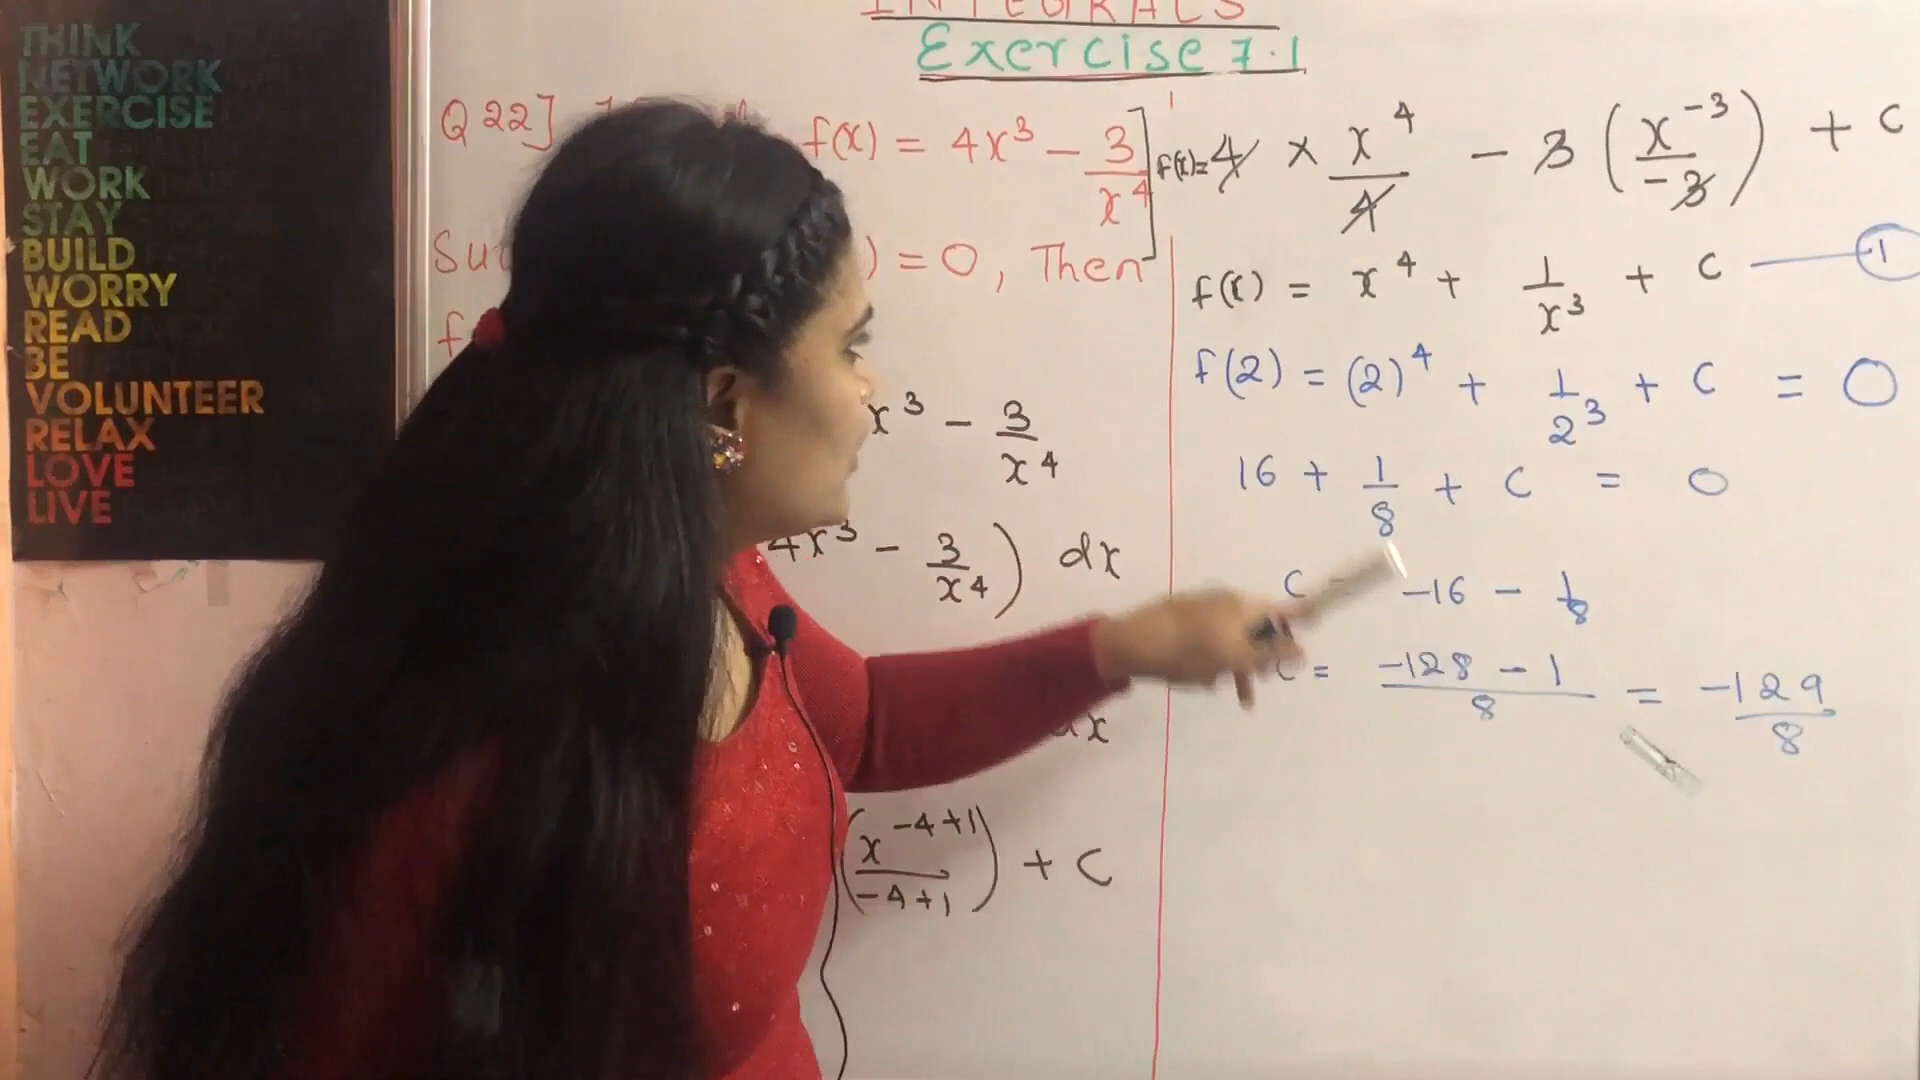 THINK
NETWORK
EXERCISE
EAT
WORK
STAY
BUILD
WORRY
READ
BE
VOLUNTEER
RELAX
LOVE
LIVE
INTEGRALS
Exercise 7.1
Q 22] f(x) = 4x³ - 3/x⁴
) = 0, Then
f
x³ - 3/x⁴
4x³ - 3/x⁴) dx
dx
(x⁻⁴⁺¹/-4+1) + C
f(x)= 4 × x⁴/4 - 3 (x⁻³/-3) + C
f(x) = x⁴ + 1/x³ + C — 1
f(2) = (2)⁴ + 1/2³ + C = 0
16 + 1/8 + C = 0
C -16 - 1/8
C = -128 - 1/8 = -129/8